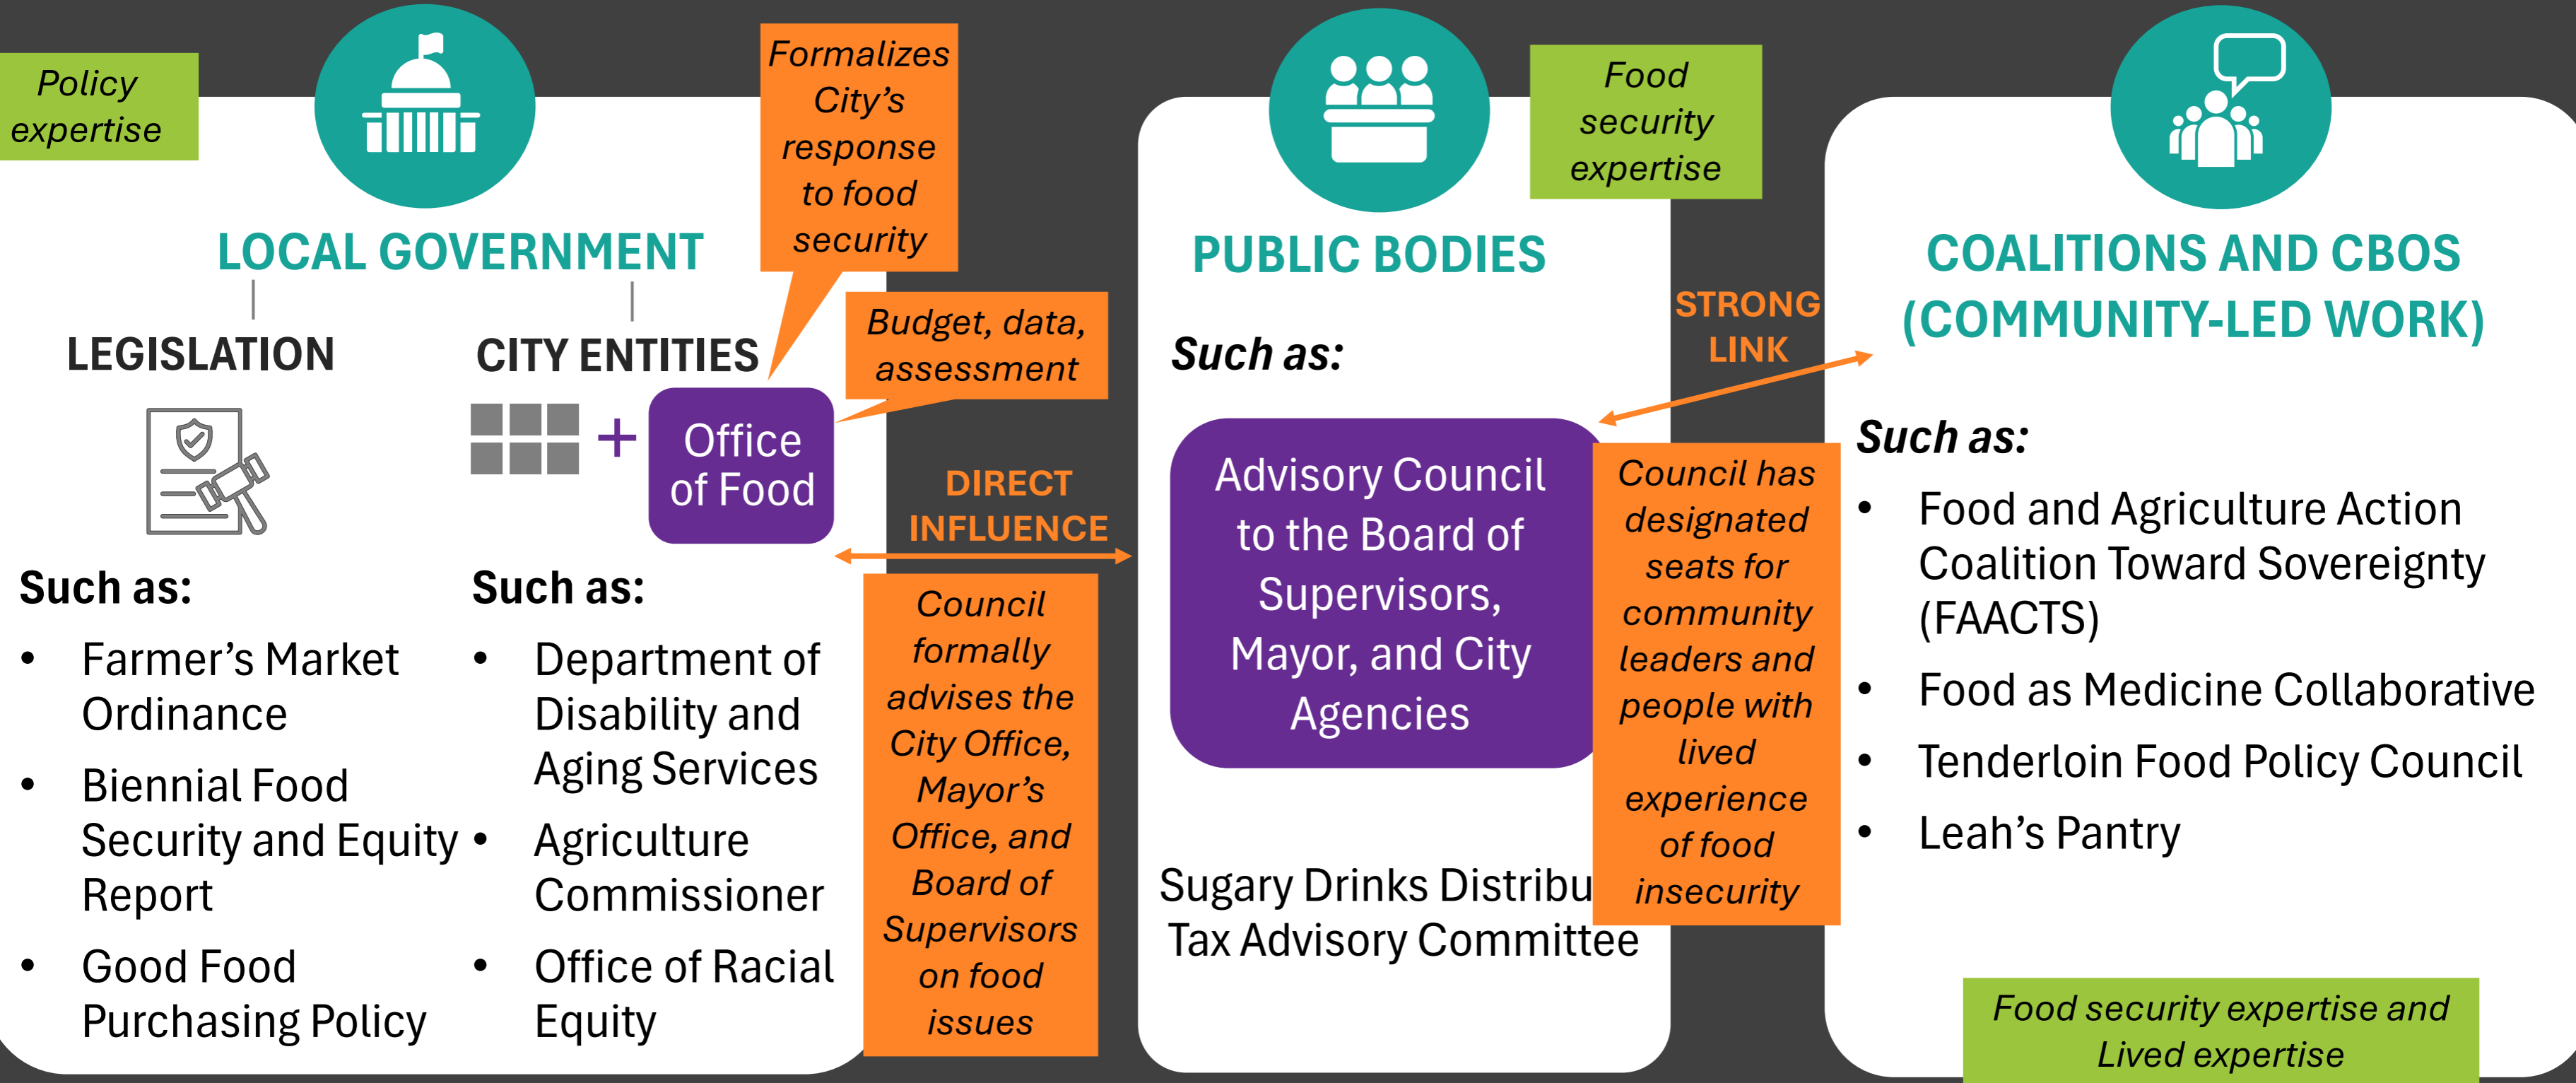 Policy
expertise
LOCAL GOVERNMENT
LEGISLATION
Such as:
• Farmer’s Market
Ordinance
• Biennial Food
Security and Equity
Report
• Good Food
Purchasing Policy
CITY ENTITIES
+
Office
of Food
Such as:
• Department of
Disability and
Aging Services
• Agriculture
Commissioner
• Office of Racial
Equity
Formalizes
City’s
response
to food
security
Budget, data,
assessment
DIRECT
INFLUENCE
Council
formally
advises the
City Office,
Mayor’s
Office, and
Board of
Supervisors
on food
issues
Food
security
expertise
PUBLIC BODIES
Such as:
Advisory Council
to the Board of
Supervisors,
Mayor, and City
Agencies
Sugary Drinks Distribu
Tax Advisory Committee
STRONG
LINK
Council has
designated
seats for
community
leaders and
people with
lived
experience
of food
insecurity
COALITIONS AND CBOS
(COMMUNITY-LED WORK)
Such as:
• Food and Agriculture Action
Coalition Toward Sovereignty
(FAACTS)
• Food as Medicine Collaborative
• Tenderloin Food Policy Council
• Leah’s Pantry
Food security expertise and
Lived expertise